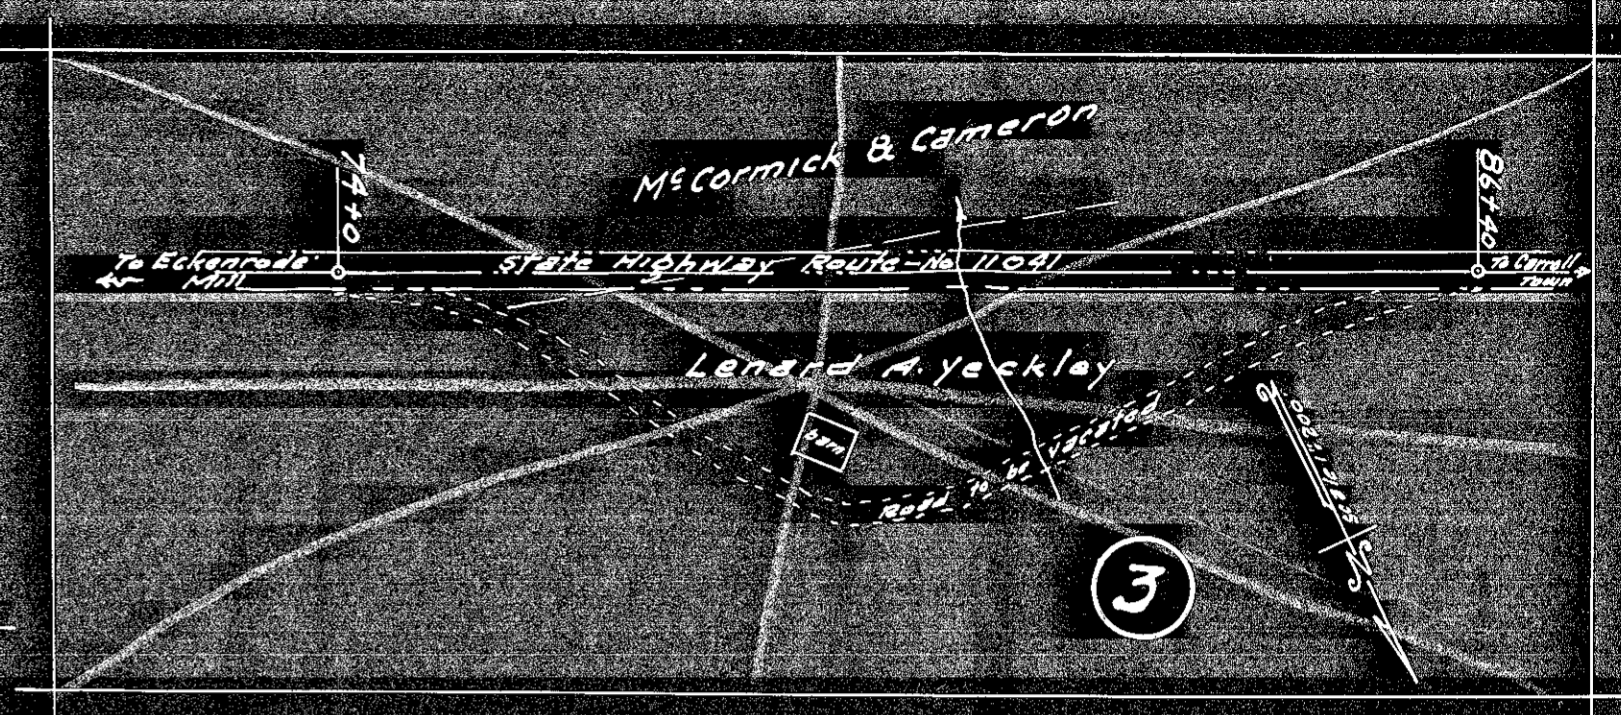 McCormick & Cameron
74+0
86+40
To Eckenrode
Mill
State Highway Route-No 11041
To Carroll
Town
Lenard A. Yeckley
barn
Road to be vacated
3